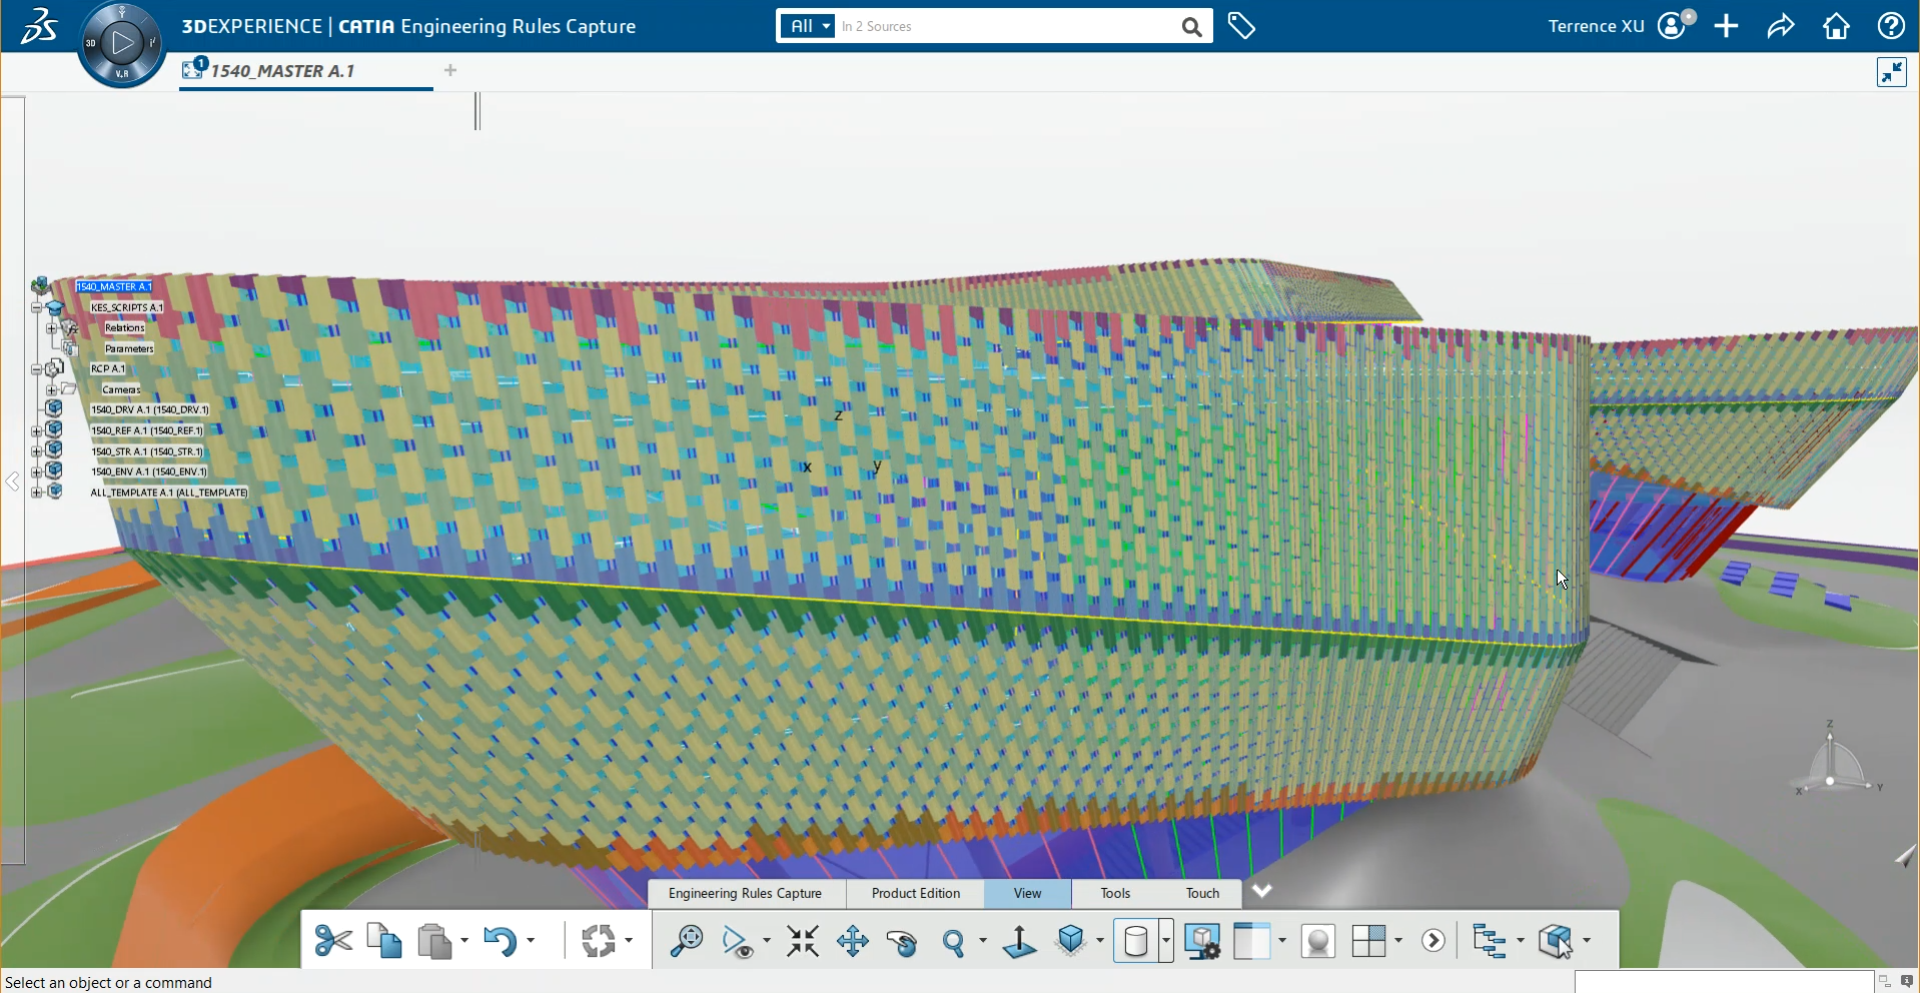 3DEXPERIENCE | CATIA Engineering Rules Capture
All
In 2 Sources
Terrence XU
3D
V.R
1
1540_MASTER A.1
1540_MASTER A.1
KES_SCRIPTS A.1
Relations
Parameters
RCP A.1
Cameras
1540_DRV A.1 (1540_DRV.1)
1540_REF A.1 (1540_REF.1)
1540_STR A.1 (1540_STR.1)
1540_ENV A.1 (1540_ENV.1)
ALL_TEMPLATE A.1 (ALL_TEMPLATE)
z
x y
Z
X Y
Engineering Rules Capture
Product Edition
View
Tools
Touch
Select an object or a command